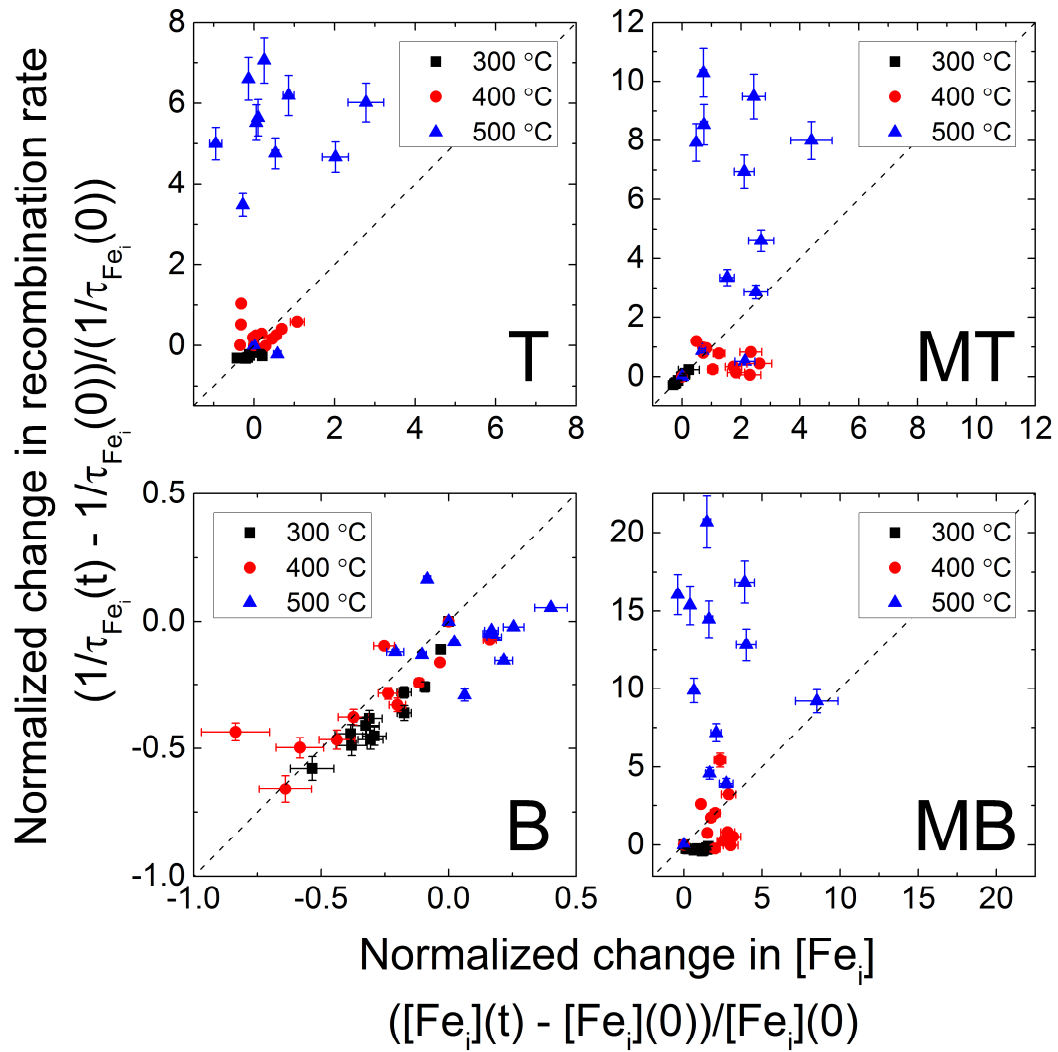 Normalized change in recombination rate
(1/τFei(t) - 1/τFei(0))/(1/τFei(0))
8
6
4
2
0
0 2 4 6 8
300 °C
400 °C
500 °C
T
12
10
8
6
4
2
0
0 2 4 6 8 10 12
300 °C
400 °C
500 °C
MT
0.5
0.0
-0.5
-1.0
-1.0 -0.5 0.0 0.5
300 °C
400 °C
500 °C
B
20
15
10
5
0
0 5 10 15 20
300 °C
400 °C
500 °C
MB
Normalized change in [Fei]
([Fei](t) - [Fei](0))/[Fei](0)